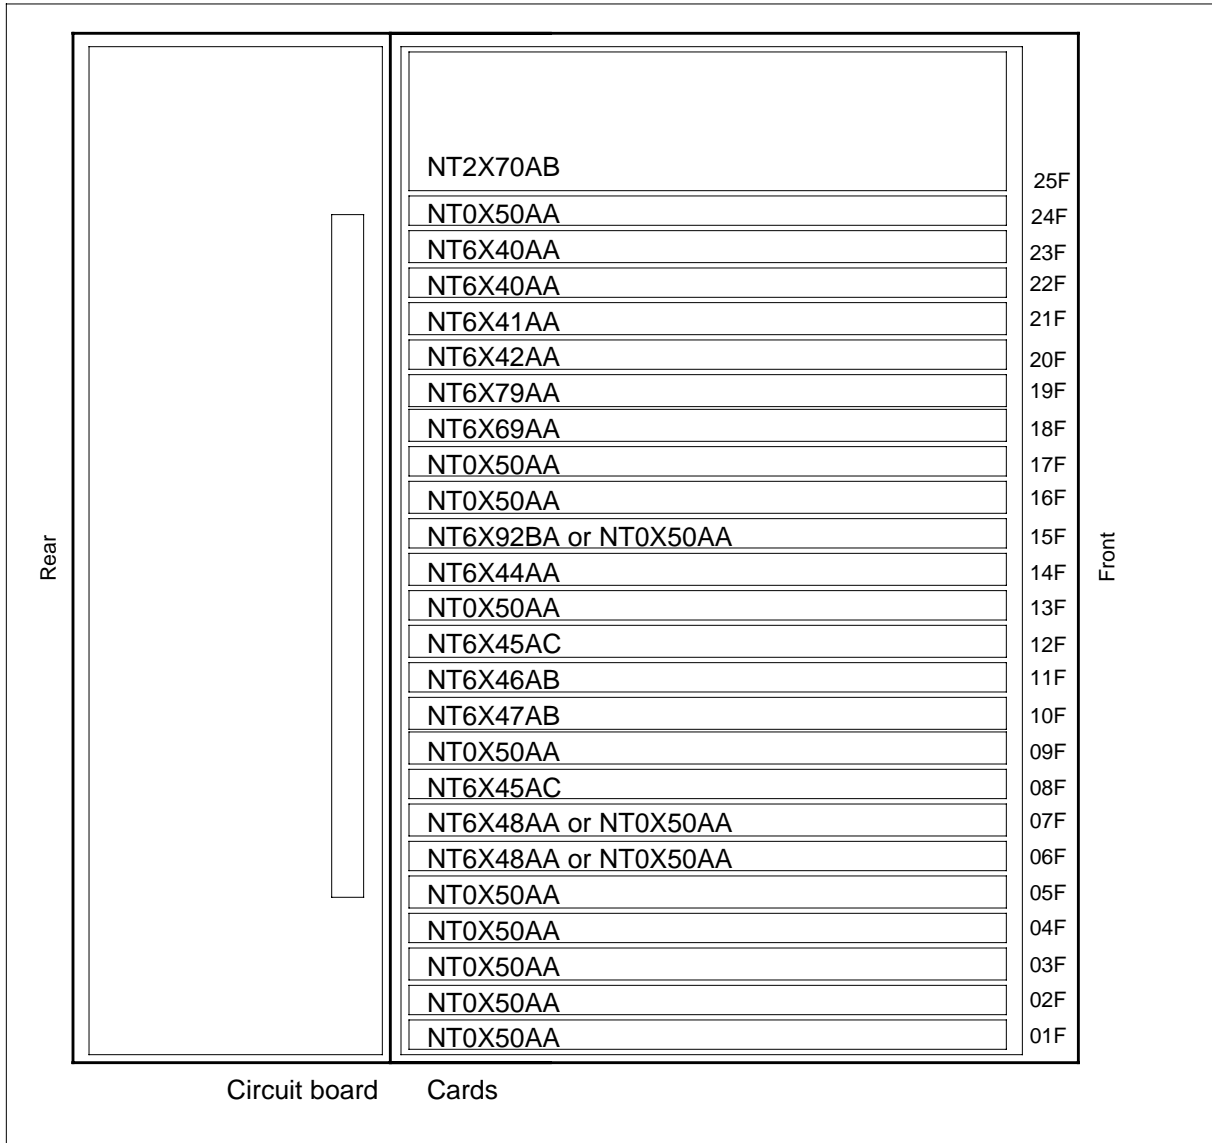 NT2X70AB 25F
NT0X50AA 24F
NT6X40AA 23F
NT6X40AA 22F
NT6X41AA 21F
NT6X42AA 20F
NT6X79AA 19F
NT6X69AA 18F
NT0X50AA 17F
NT0X50AA 16F
NT6X92BA or NT0X50AA 15F
Rear
Front
NT6X44AA 14F
NT0X50AA 13F
NT6X45AC 12F
NT6X46AB 11F
NT6X47AB 10F
NT0X50AA 09F
NT6X45AC 08F
NT6X48AA or NT0X50AA 07F
NT6X48AA or NT0X50AA 06F
NT0X50AA 05F
NT0X50AA 04F
NT0X50AA 03F
NT0X50AA 02F
NT0X50AA 01F
Circuit board Cards